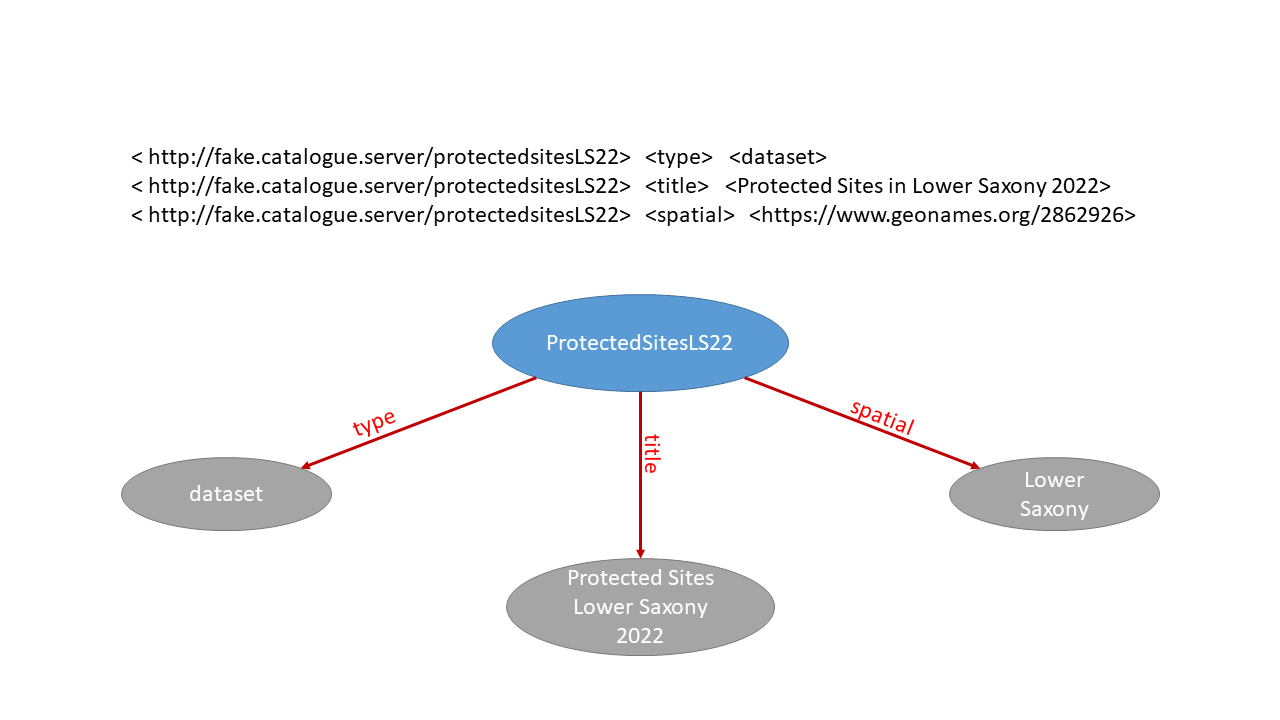 < http://fake.catalogue.server/protectedsitesLS22> <type> <dataset>
< http://fake.catalogue.server/protectedsitesLS22> <title> <Protected Sites in Lower Saxony 2022>
< http://fake.catalogue.server/protectedsitesLS22> <spatial> <https://www.geonames.org/2862926>
ProtectedSitesLS22
type
title
spatial
dataset
Lower
Saxony
Protected Sites
Lower Saxony
2022